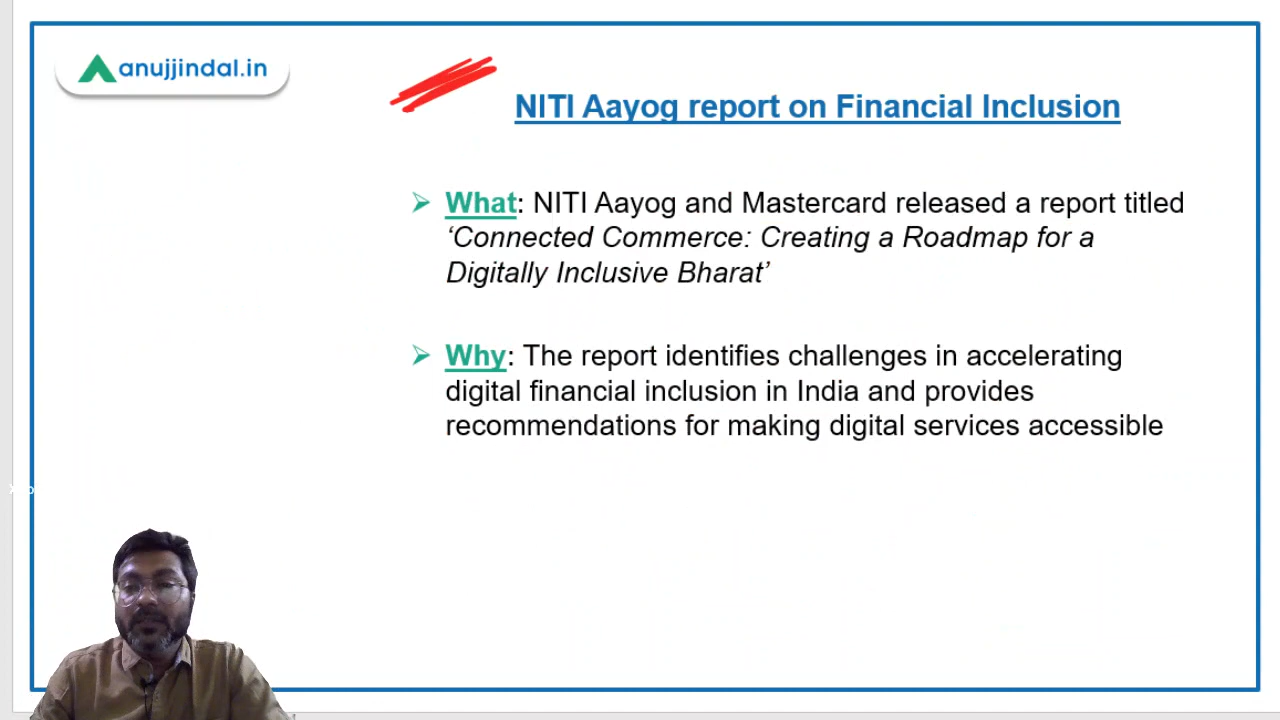 anujjindal.in
NITI Aayog report on Financial Inclusion
What: NITI Aayog and Mastercard released a report titled
‘Connected Commerce: Creating a Roadmap for a
Digitally Inclusive Bharat’
Why: The report identifies challenges in accelerating
digital financial inclusion in India and provides
recommendations for making digital services accessible